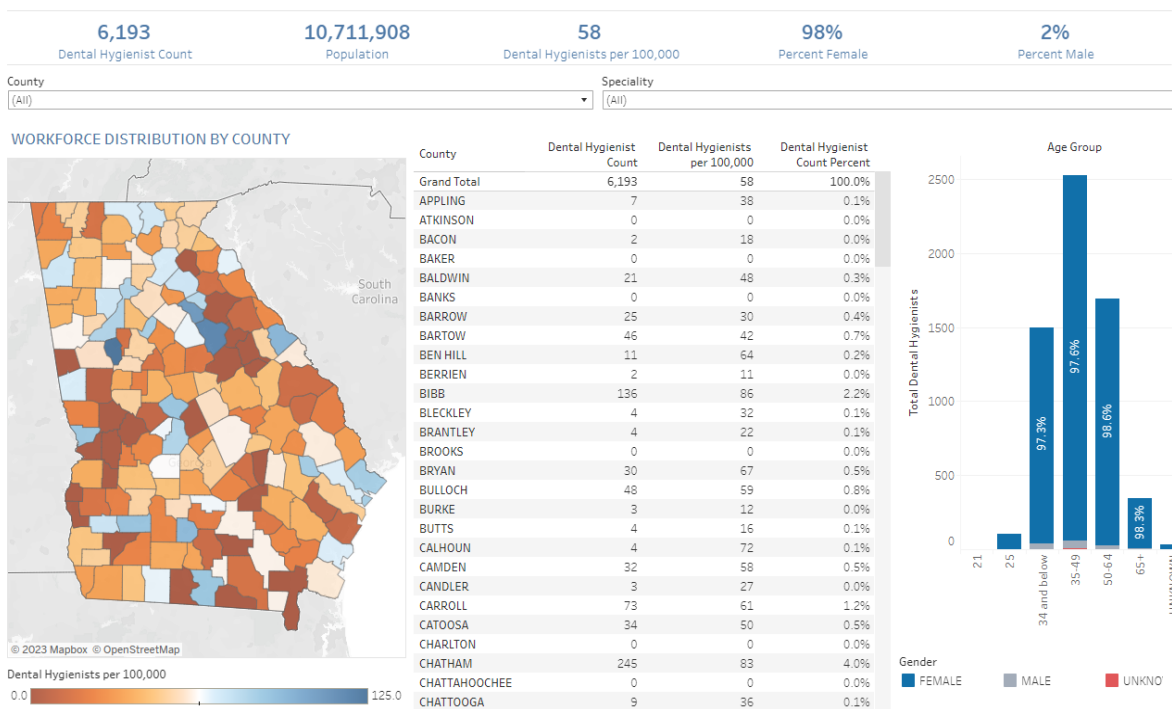 6,193 10,711,908 58 98% 2%
Dental Hygienist Count Population Dental Hygienists per 100,000 Percent Female Percent Male
County Speciality
(All) (All)
WORKFORCE DISTRIBUTION BY COUNTY
South
Carolina
Georgia
© 2023 Mapbox © OpenStreetMap
Dental Hygienists per 100,000
0.0 125.0
County Dental Hygienist Count Dental Hygienists per 100,000 Dental Hygienist Count Percent
Grand Total 6,193 58 100.0%
APPLING 7 38 0.1%
ATKINSON 0 0 0.0%
BACON 2 18 0.0%
BAKER 0 0 0.0%
BALDWIN 21 48 0.3%
BANKS 0 0 0.0%
BARROW 25 30 0.4%
BARTOW 46 42 0.7%
BEN HILL 11 64 0.2%
BERRIEN 2 11 0.0%
BIBB 136 86 2.2%
BLECKLEY 4 32 0.1%
BRANTLEY 4 22 0.1%
BROOKS 0 0 0.0%
BRYAN 30 67 0.5%
BULLOCH 48 59 0.8%
BURKE 3 12 0.0%
BUTTS 4 16 0.1%
CALHOUN 4 72 0.1%
CAMDEN 32 58 0.5%
CANDLER 3 27 0.0%
CARROLL 73 61 1.2%
CATOOSA 34 50 0.5%
CHARLTON 0 0 0.0%
CHATHAM 245 83 4.0%
CHATTAHOOCHEE 0 0 0.0%
CHATTOOGA 9 36 0.1%
Age Group
Total Dental Hygienists
2500
2000
1500
1000
500
0
97.3%
97.6%
98.6%
98.3%
21
25
34 and below
35-49
50-64
65+
Gender
FEMALE MALE UNKNO